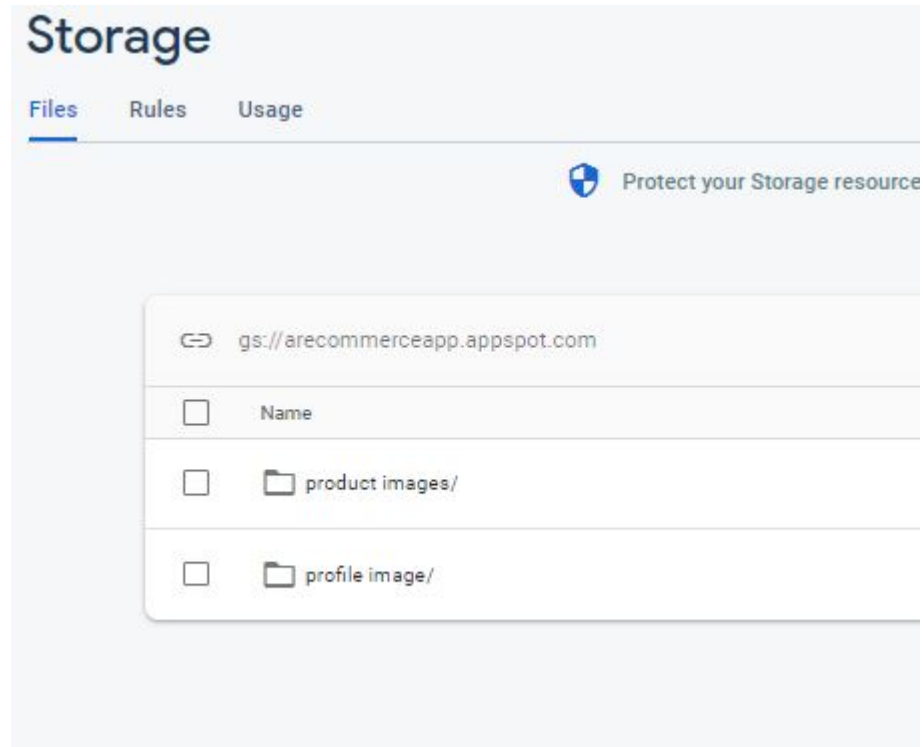 Storage
Files Rules Usage
Protect your Storage resource
gs://arecommerceapp.appspot.com
Name
product images/
profile image/